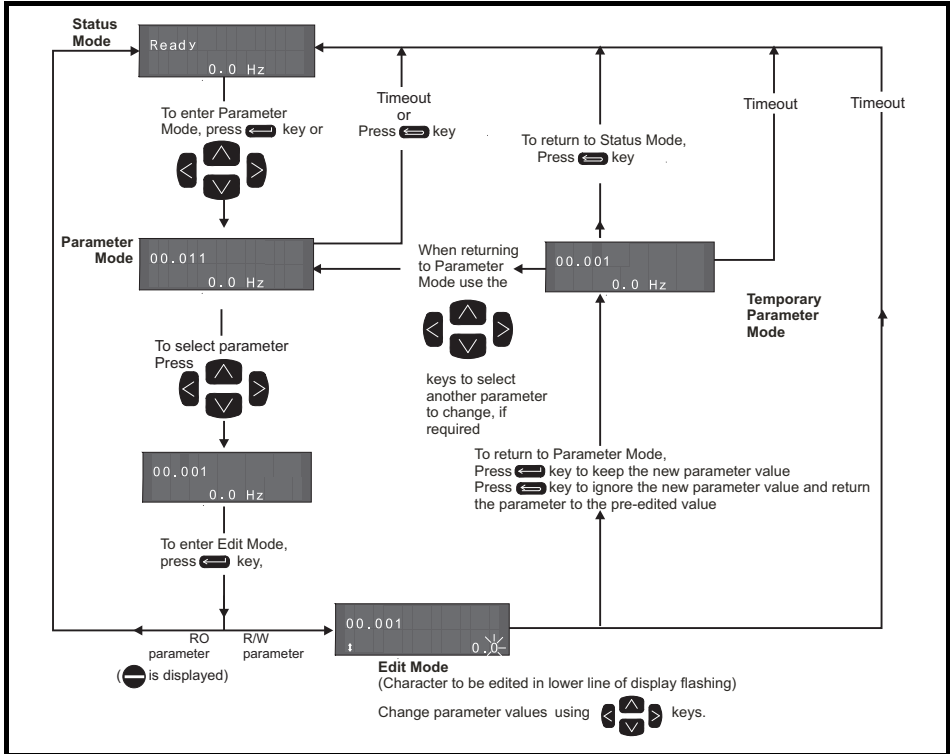 Status
Mode
Ready
0.0 Hz
To enter Parameter
Mode, press key or
Timeout
or
Press key
To return to Status Mode,
Press key
Timeout
Timeout
Parameter
Mode
00.011
0.0 Hz
When returning
to Parameter
Mode use the
keys to select
another parameter
to change, if
required
00.001
0.0 Hz
Temporary
Parameter
Mode
To select parameter
Press
00.001
0.0 Hz
To return to Parameter Mode,
Press key to keep the new parameter value
Press key to ignore the new parameter value and return
the parameter to the pre-edited value
To enter Edit Mode,
press key,
RO
parameter
(is displayed)
R/W
parameter
00.001
0.0
Edit Mode
(Character to be edited in lower line of display flashing)
Change parameter values using keys.